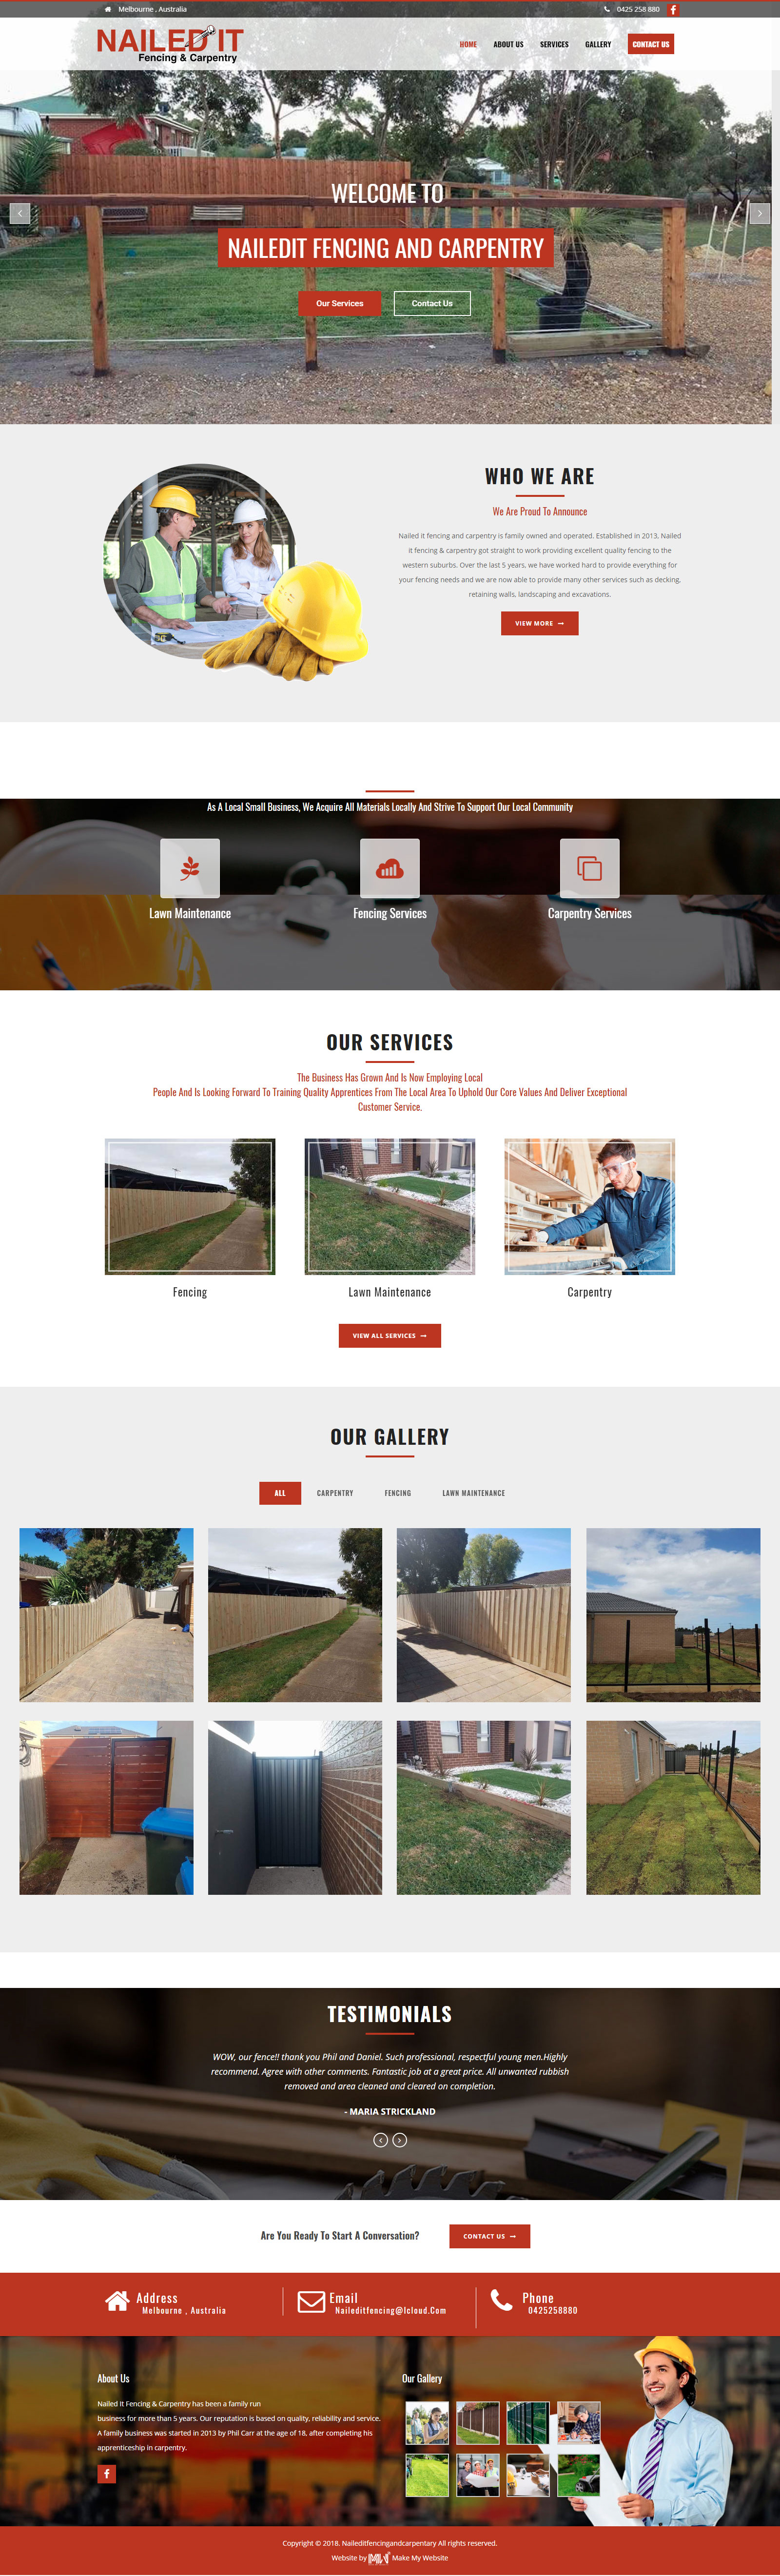 Melbourne , Australia
0425 258 880
NAILED IT
Fencing & Carpentry
HOME
ABOUT US
SERVICES
GALLERY
CONTACT US
WELCOME TO
NAILEDIT FENCING AND CARPENTRY
Our Services
Contact Us
WHO WE ARE
We Are Proud To Announce
Nailed it fencing and carpentry is family owned and operated. Established in 2013, Nailed
it fencing & carpentry got straight to work providing excellent quality fencing to the
western suburbs. Over the last 5 years, we have worked hard to provide everything for
your fencing needs and we are now able to provide many other services such as decking,
retaining walls, landscaping and excavations.
VIEW MORE
As A Local Small Business, We Acquire All Materials Locally And Strive To Support Our Local Community
Lawn Maintenance
Fencing Services
Carpentry Services
OUR SERVICES
The Business Has Grown And Is Now Employing Local
People And Is Looking Forward To Training Quality Apprentices From The Local Area To Uphold Our Core Values And Deliver Exceptional
Customer Service.
Fencing
Lawn Maintenance
Carpentry
VIEW ALL SERVICES
OUR GALLERY
ALL
CARPENTRY
FENCING
LAWN MAINTENANCE
TESTIMONIALS
WOW, our fence!! thank you Phil and Daniel. Such professional, respectful young men.Highly
recommend. Agree with other comments. Fantastic job at a great price. All unwanted rubbish
removed and area cleaned and cleared on completion.
- MARIA STRICKLAND
Are You Ready To Start A Conversation?
CONTACT US
Address
Melbourne , Australia
Email
Naileditfencing@Icloud.Com
Phone
0425258880
About Us
Nailed It Fencing & Carpentry has been a family run
business for more than 5 years. Our reputation is based on quality, reliability and service.
A family business was started in 2013 by Phil Carr at the age of 18, after completing his
apprenticeship in carpentry.
Our Gallery
Copyright © 2018. Naileditfencingandcarpentary All rights reserved.
Website by MMW Make My Website